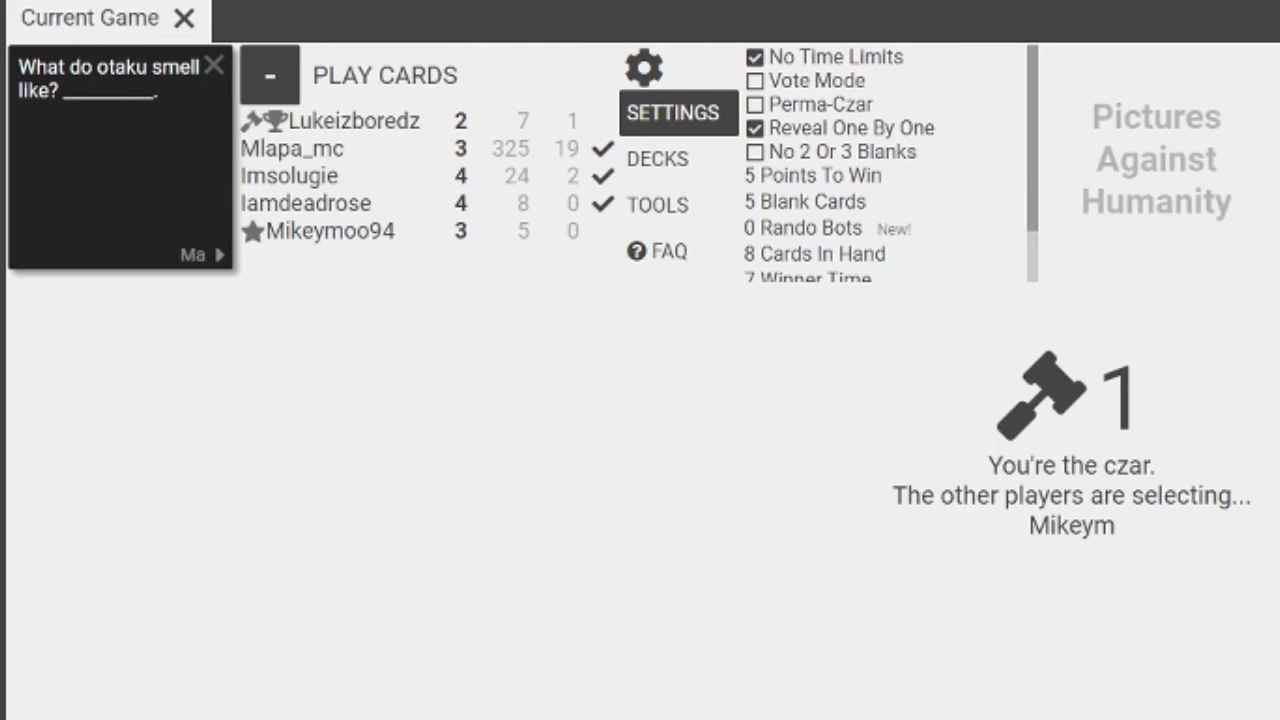 Current Game
What do otaku smell
like? _________.
Ma
-
PLAY CARDS
Lukeizboredz 2 7 1
Mlapa_mc 3 325 19
Imsolugie 4 24 2
Iamdeadrose 4 8 0
Mikeymoo94 3 5 0
SETTINGS
DECKS
TOOLS
FAQ
No Time Limits
Vote Mode
Perma-Czar
Reveal One By One
No 2 Or 3 Blanks
5 Points To Win
5 Blank Cards
0 Rando Bots New!
8 Cards In Hand
7 Winner Time
Pictures
Against
Humanity
1
You're the czar.
The other players are selecting...
Mikeym